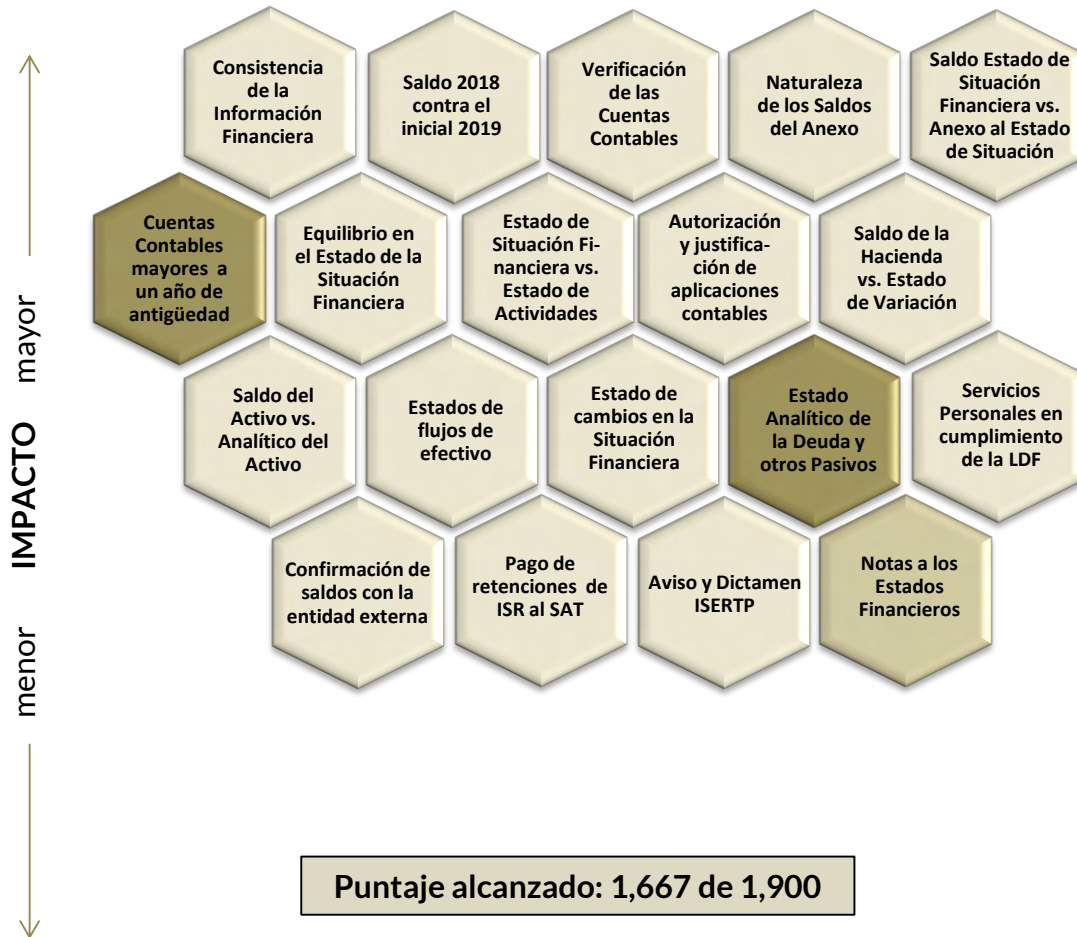 Consistencia
de la
Información
Financiera
Saldo 2018
contra el
inicial 2019
Verificación
de las
Cuentas
Contables
Naturaleza
de los Saldos
del Anexo
Saldo Estado de
Situación
Financiera vs.
Anexo al Estado
de Situación
Cuentas
Contables
mayores a
un año de
antigüedad
Equilibrio en
el Estado de la
Situación
Financiera
Estado de
Situación Fi-
nanciera vs.
Estado de
Actividades
Autorización
y justifica-
ción de
aplicaciones
contables
Saldo de la
Hacienda
vs. Estado
de Variación
Saldo del
Activo vs.
Analítico del
Activo
Estados de
flujos de
efectivo
Estado de
cambios en la
Situación
Financiera
Estado
Analítico de
la Deuda y
otros Pasivos
Servicios
Personales en
cumplimiento
de la LDF
Confirmación de
saldos con la
entidad externa
Pago de
retenciones de
ISR al SAT
Aviso y Dictamen
ISERTP
Notas a los
Estados
Financieros
menor IMPACTO mayor
Puntaje alcanzado: 1,667 de 1,900